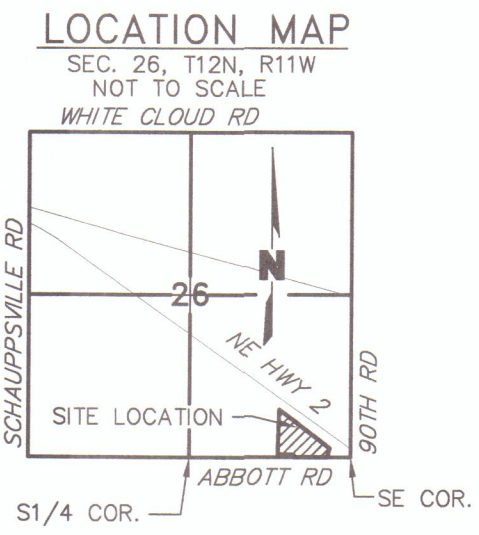 LOCATION MAP
SEC. 26, T12N, R11W
NOT TO SCALE
WHITE CLOUD RD
SCHAUPPSVILLE RD
N
26
NE HWY 2
90TH RD
SITE LOCATION
ABBOTT RD
S1/4 COR.
SE COR.